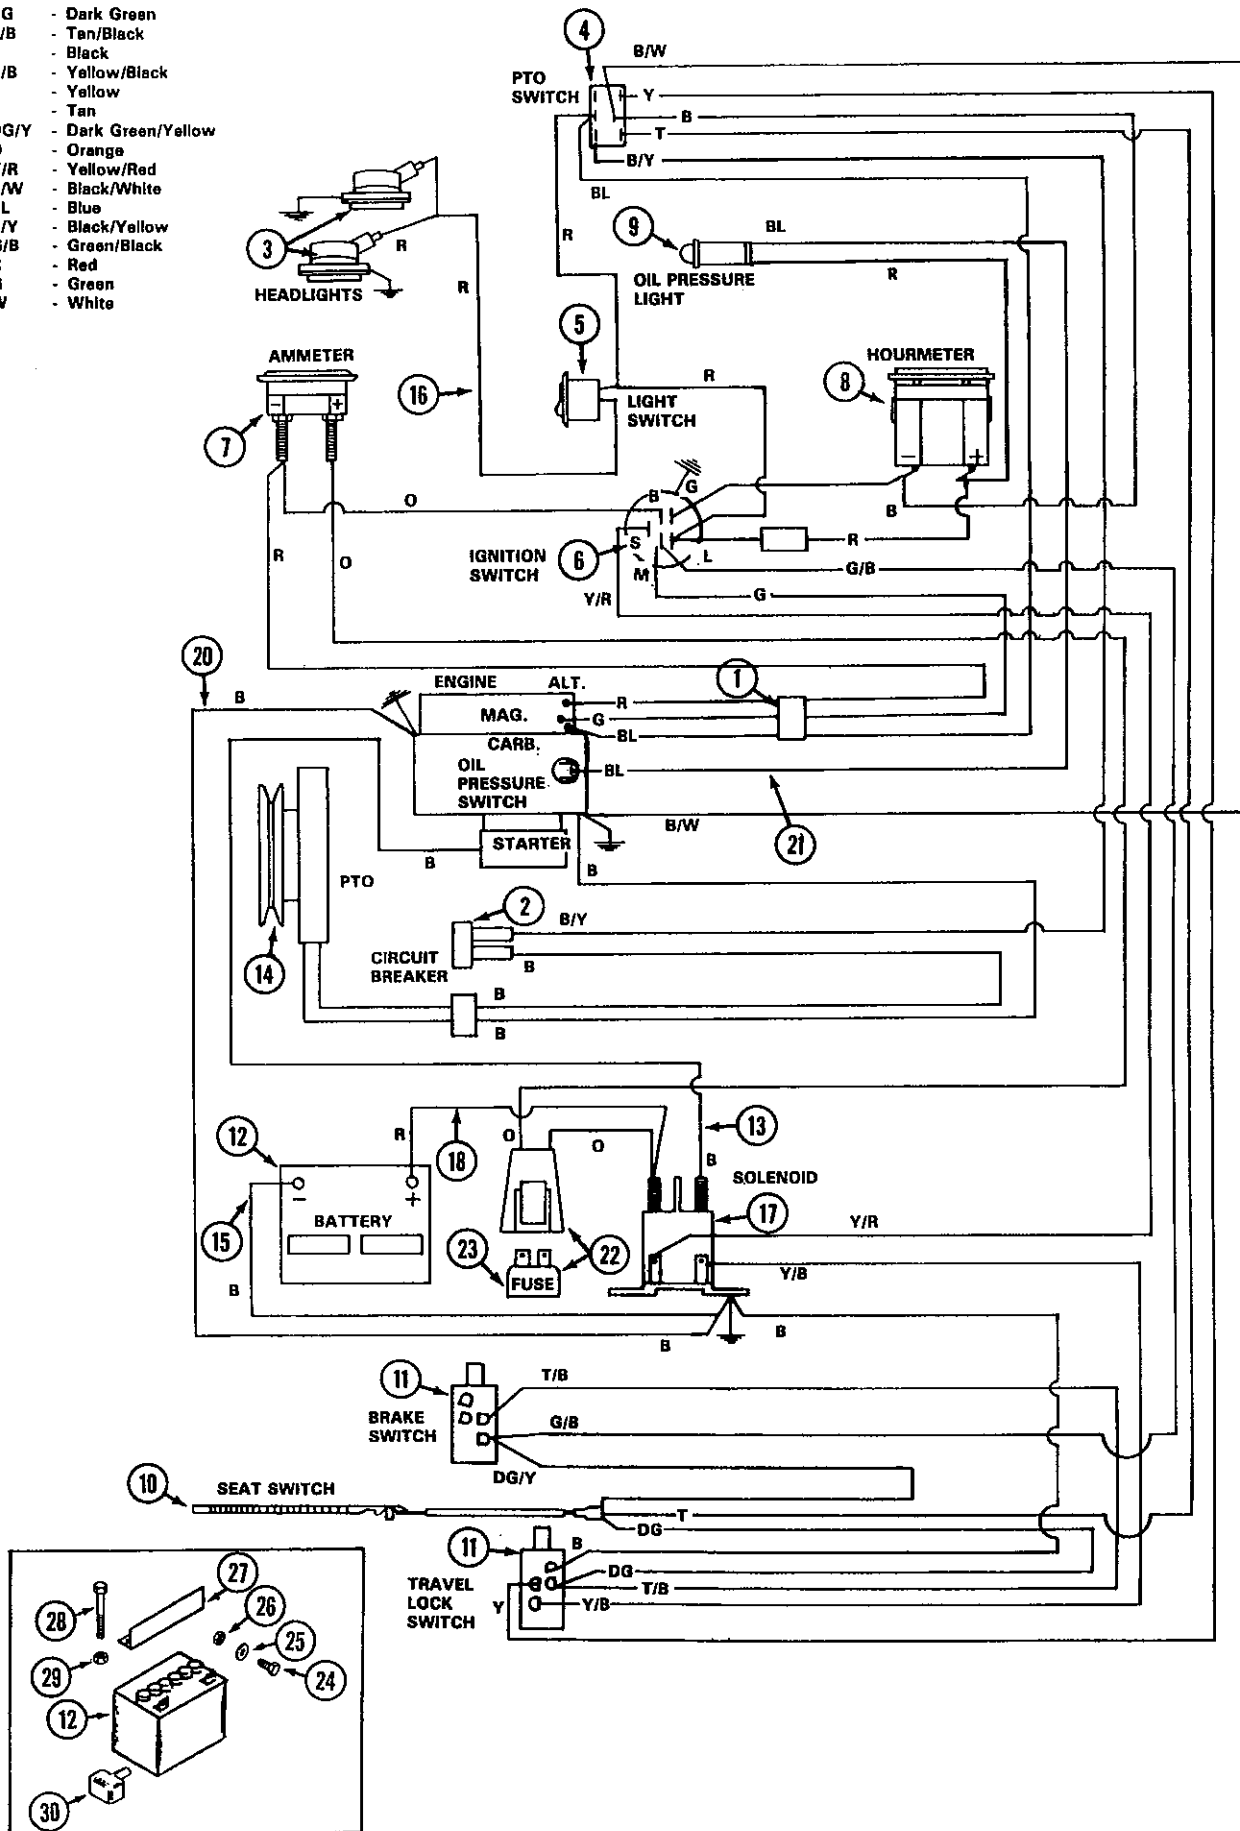 G - Dark Green
/B - Tan/Black
- Black
/B - Yellow/Black
- Yellow
- Tan
G/Y - Dark Green/Yellow
- Orange
/R - Yellow/Red
/W - Black/White
L - Blue
/Y - Black/Yellow
/B - Green/Black
- Red
- Green
- White
4
B/W
PTO
SWITCH
Y
B
T
B/Y
BL
3
R
HEADLIGHTS
R
R
9
BL
R
OIL PRESSURE
LIGHT
5
AMMETER
- +
7
16
R
LIGHT
SWITCH
HOURMETER
8
- +
O
B G
S L
M
B
R
O
IGNITION
SWITCH
6
R
G/B
Y/R
G
20
B
ENGINE ALT.
MAG.
CARB.
OIL
PRESSURE
SWITCH
R
G
BL
1
BL
STARTER
B
B/W
21
B
PTO
14
2
B/Y
CIRCUIT
BREAKER
B
B
B
12
R
18
O
O
13
B
SOLENOID
- +
BATTERY
15
17
Y/R
23
22
FUSE
Y/B
B
B
B
11
BRAKE
SWITCH
T/B
G/B
DG/Y
10
SEAT SWITCH
T
DG
11
TRAVEL
LOCK
SWITCH
B
DG
T/B
Y
Y/B
27
28
26
25
29
24
12
30